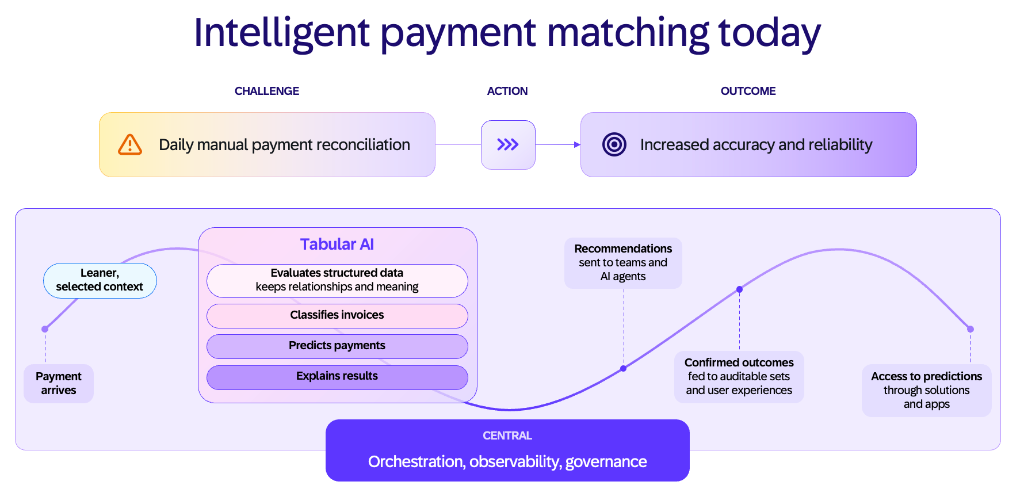 Intelligent payment matching today
CHALLENGE
ACTION
OUTCOME
Daily manual payment reconciliation
Increased accuracy and reliability
Leaner,
selected context
Payment
arrives
Tabular AI
Evaluates structured data
keeps relationships and meaning
Classifies invoices
Predicts payments
Explains results
Recommendations
sent to teams and
AI agents
Confirmed outcomes
fed to auditable sets
and user experiences
Access to predictions
through solutions
and apps
CENTRAL
Orchestration, observability, governance